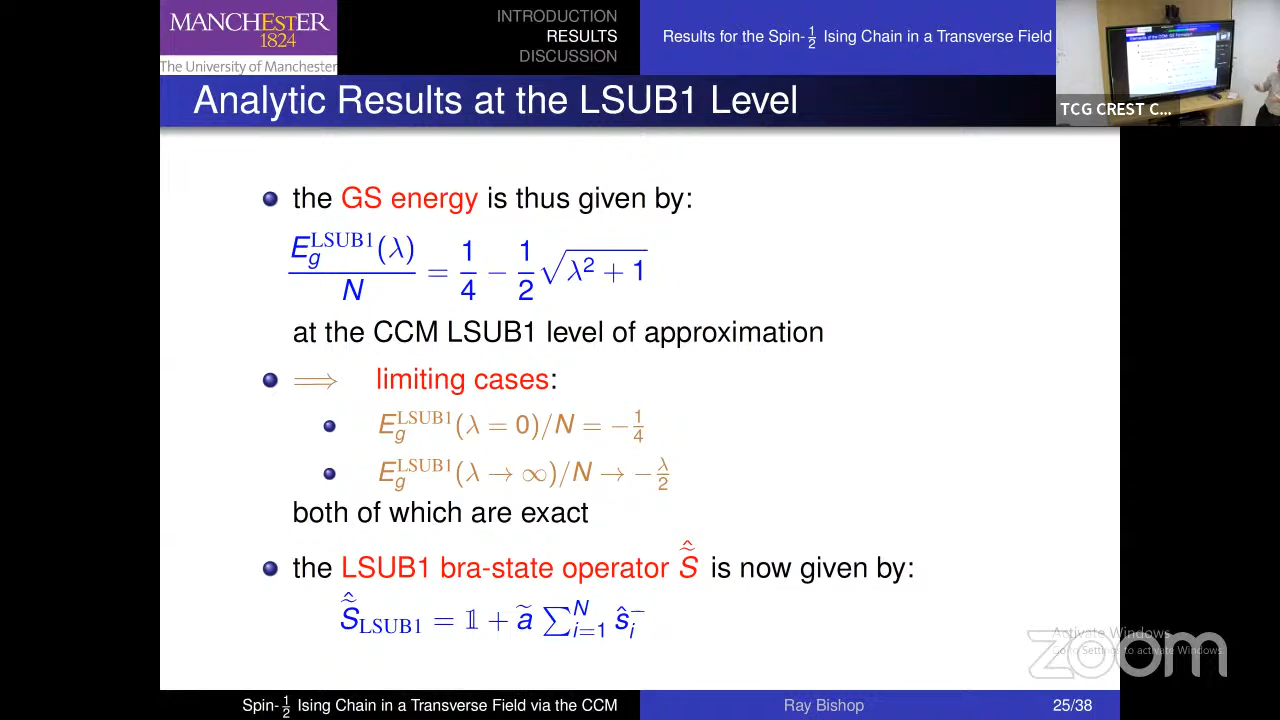 MANCHESTER
1824
The University of Manchester
INTRODUCTION
RESULTS
DISCUSSION
Results for the Spin-1/2 Ising Chain in a Transverse Field
TCG CREST C...
Analytic Results at the LSUB1 Level
the GS energy is thus given by:
E_g^LSUB1(λ)/N = 1/4 − 1/2 √(λ² + 1)
at the CCM LSUB1 level of approximation
⟹ limiting cases:
E_g^LSUB1(λ = 0)/N = −1/4
E_g^LSUB1(λ → ∞)/N → −λ/2
both of which are exact
the LSUB1 bra-state operator Ŝ̃ is now given by:
Ŝ̃_LSUB1 = 𝟙 + ã ∑_{i=1}^N ŝ_i^−
Activate Windows
Go to Settings to activate Windows.
zoom
Spin-1/2 Ising Chain in a Transverse Field via the CCM
Ray Bishop
25/38